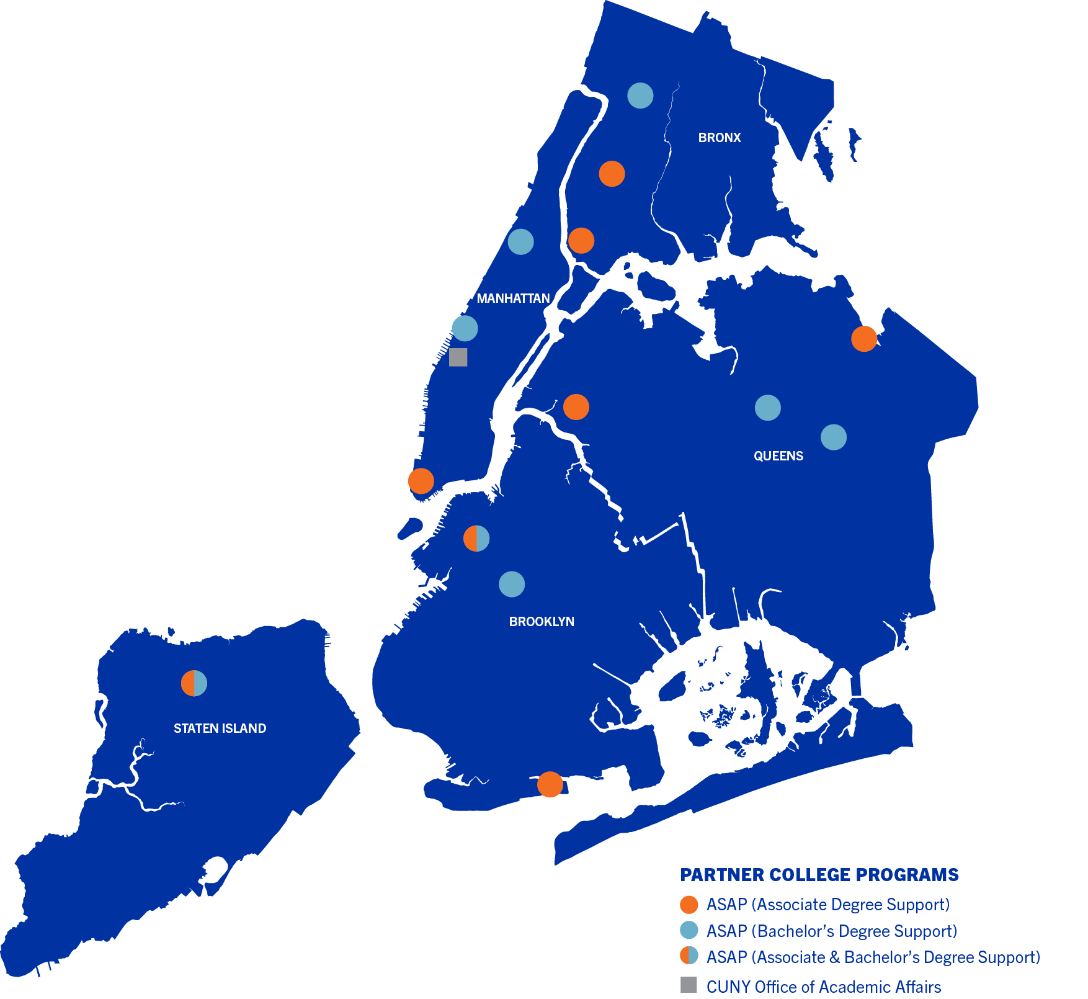 BRONX
MANHATTAN
QUEENS
BROOKLYN
STATEN ISLAND
PARTNER COLLEGE PROGRAMS
ASAP (Associate Degree Support)
ASAP (Bachelor's Degree Support)
ASAP (Associate & Bachelor's Degree Support)
CUNY Office of Academic Affairs